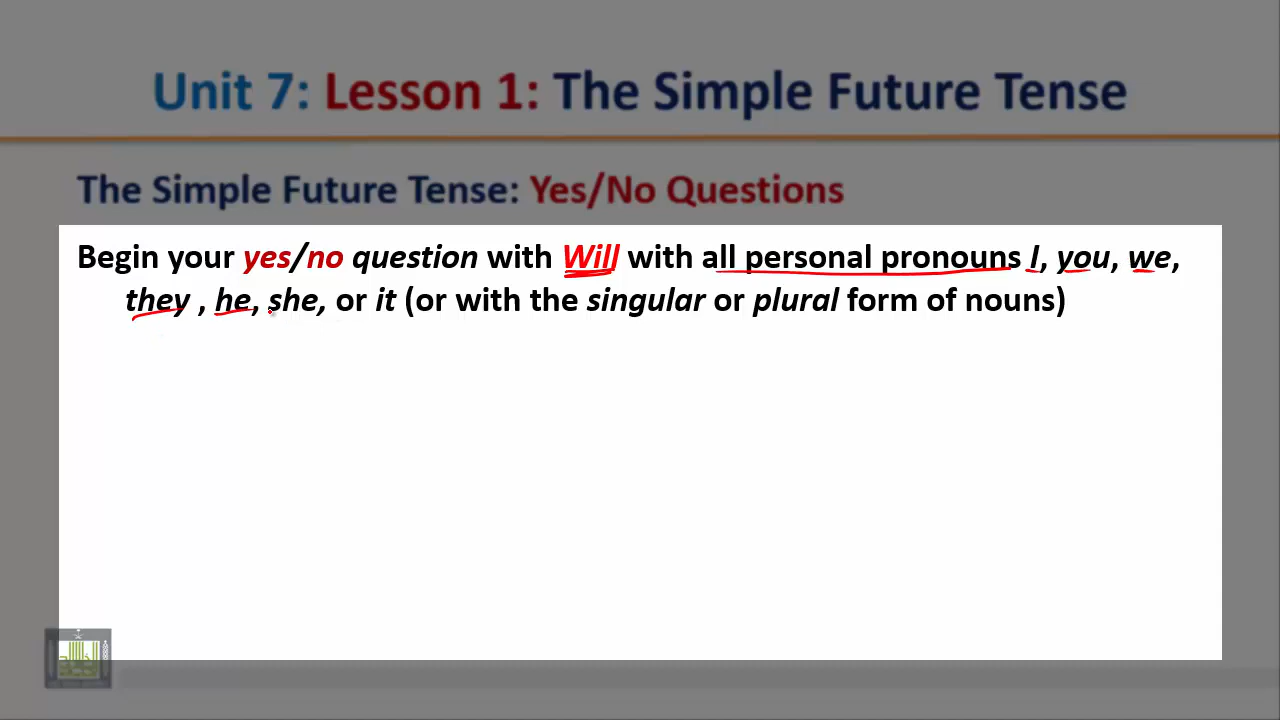 Unit 7: Lesson 1: The Simple Future Tense
The Simple Future Tense: Yes/No Questions
Begin your yes/no question with Will with all personal pronouns I, you, we,
they , he, she, or it (or with the singular or plural form of nouns)